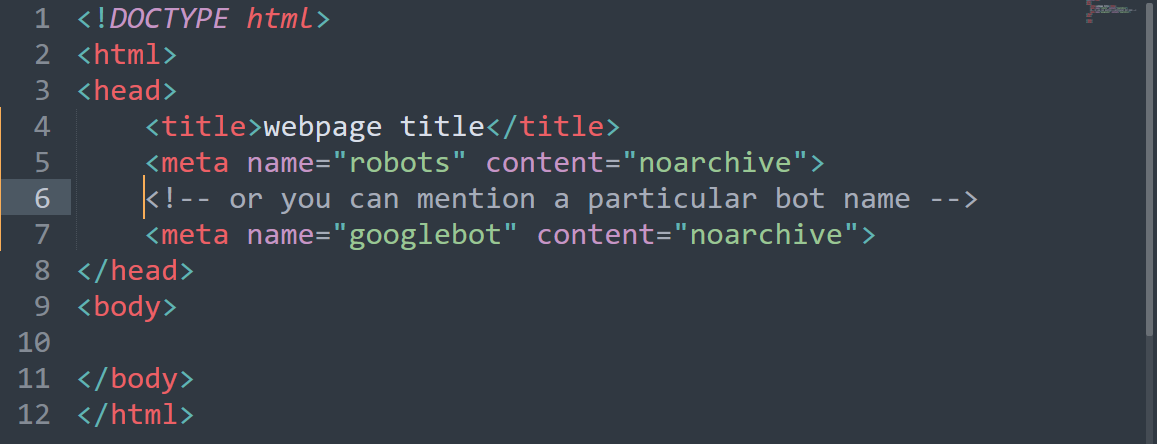 1 <!DOCTYPE html>
2 <html>
3 <head>
4     <title>webpage title</title>
5     <meta name="robots" content="noarchive">
6     <!-- or you can mention a particular bot name -->
7     <meta name="googlebot" content="noarchive">
8 </head>
9 <body>
10
11 </body>
12 </html>